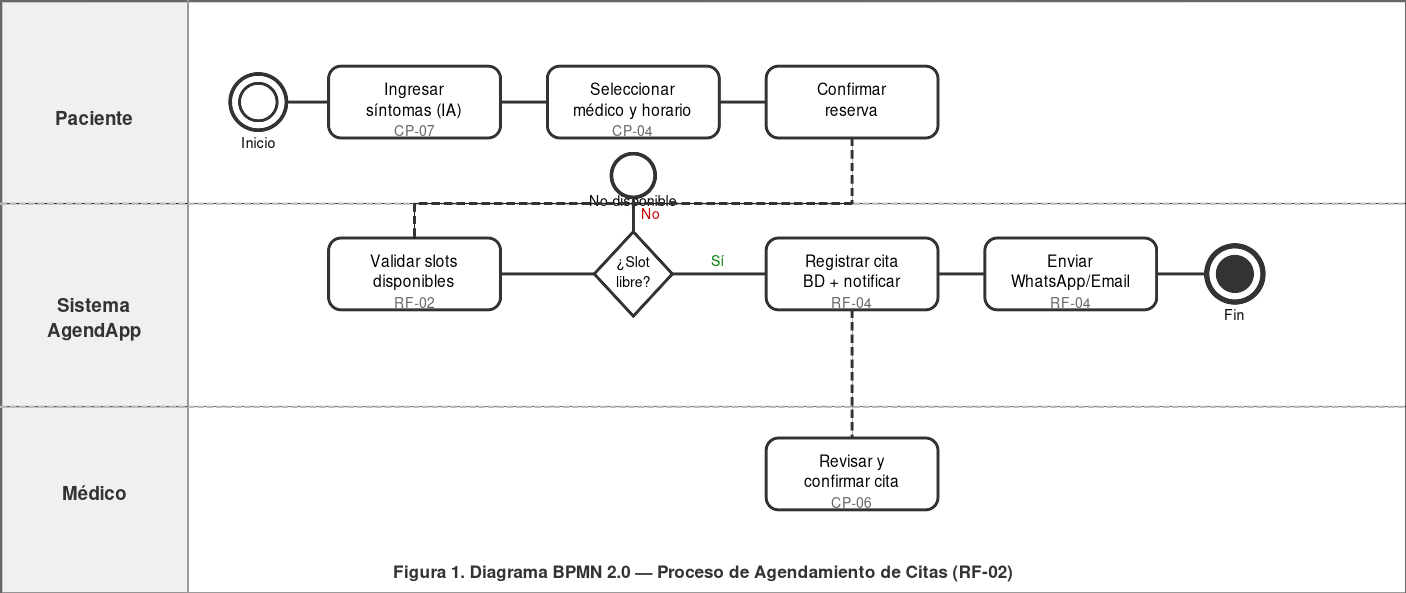 Paciente
Inicio
Ingresar
síntomas (IA)
CP-07
Seleccionar
médico y horario
CP-04
Confirmar
reserva
No disponible
No
Sistema
AgendApp
Validar slots
disponibles
RF-02
¿Slot
libre?
Sí
Registrar cita
BD + notificar
RF-04
Enviar
WhatsApp/Email
RF-04
Fin
Médico
Revisar y
confirmar cita
CP-06
Figura 1. Diagrama BPMN 2.0 — Proceso de Agendamiento de Citas (RF-02)